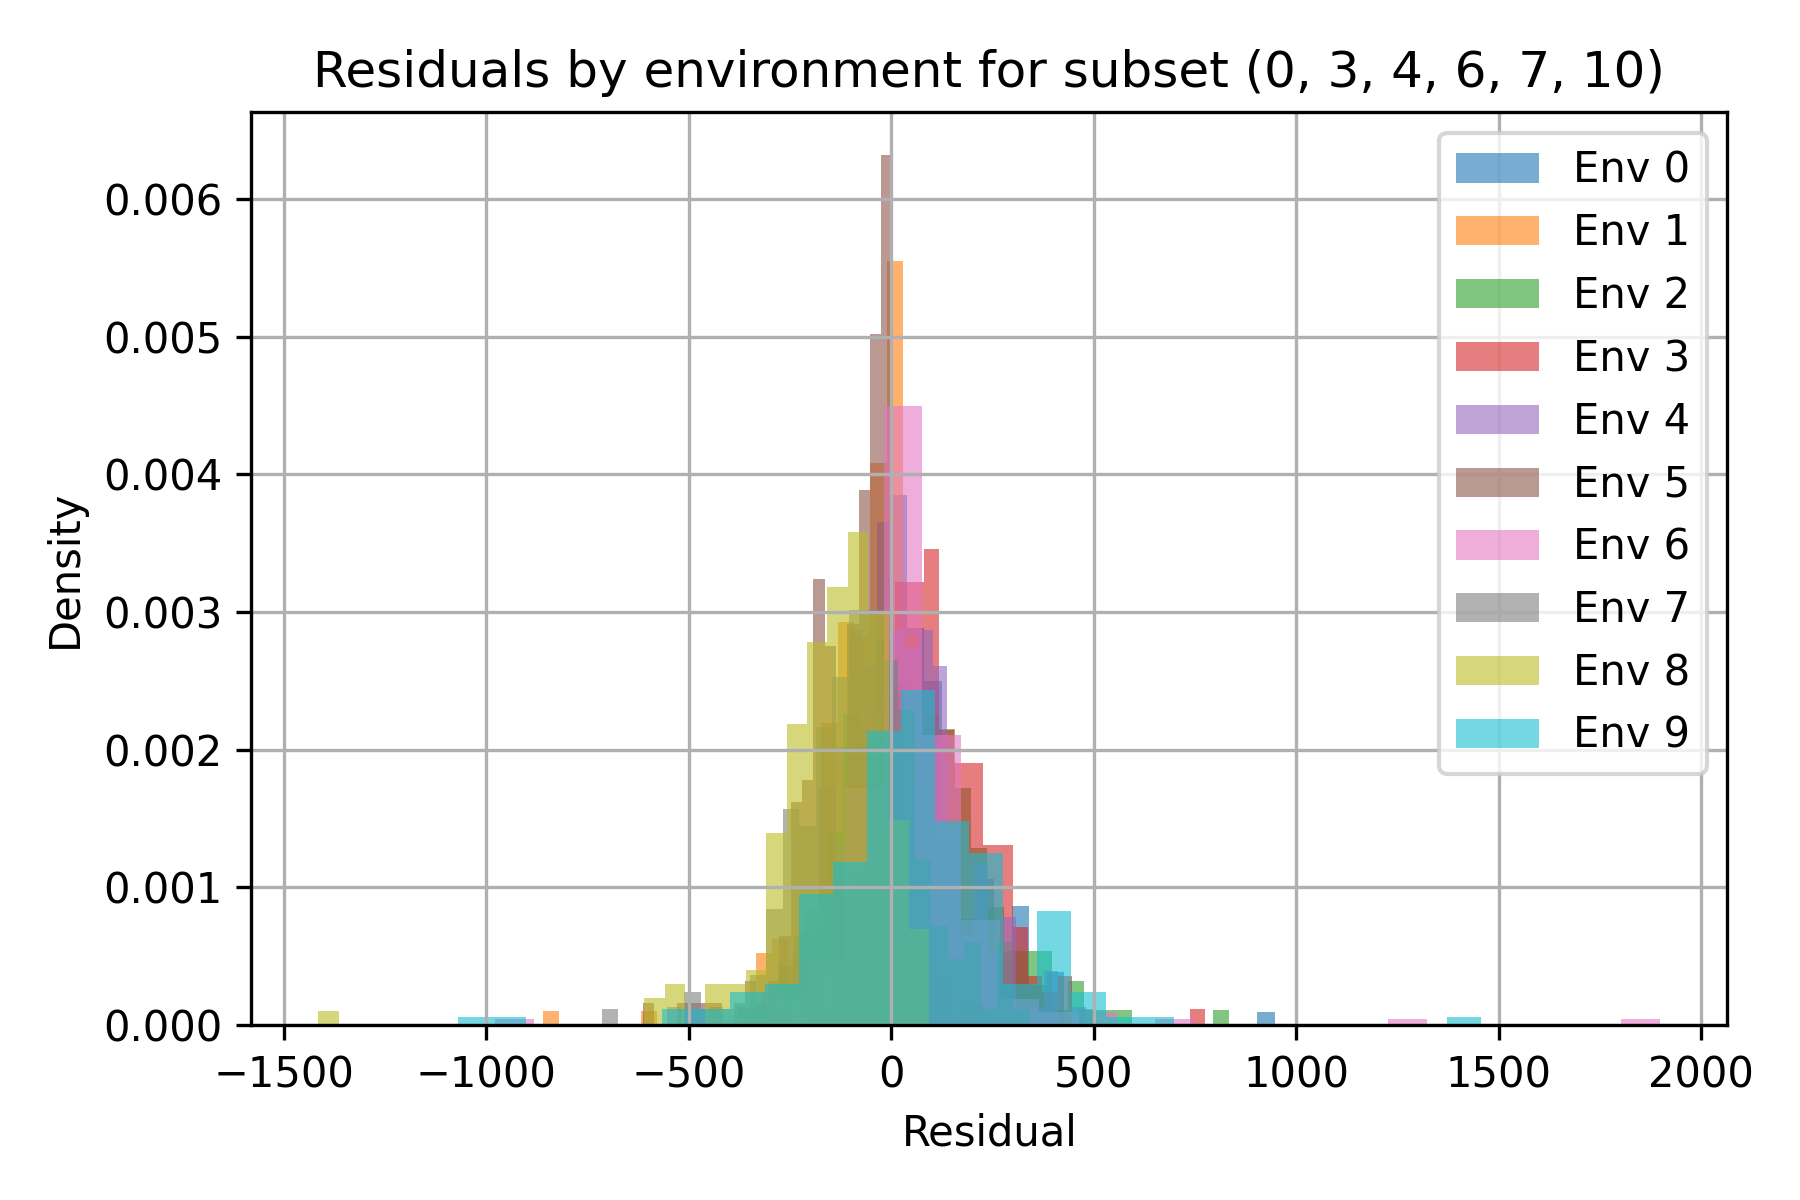 Residuals by environment for subset (0, 3, 4, 6, 7, 10)
Env 0
Env 1
Env 2
Env 3
Env 4
Env 5
Env 6
Env 7
Env 8
Env 9
Density
0.006
0.005
0.004
0.003
0.002
0.001
0.000
−1500 −1000 −500 0 500 1000 1500 2000
Residual